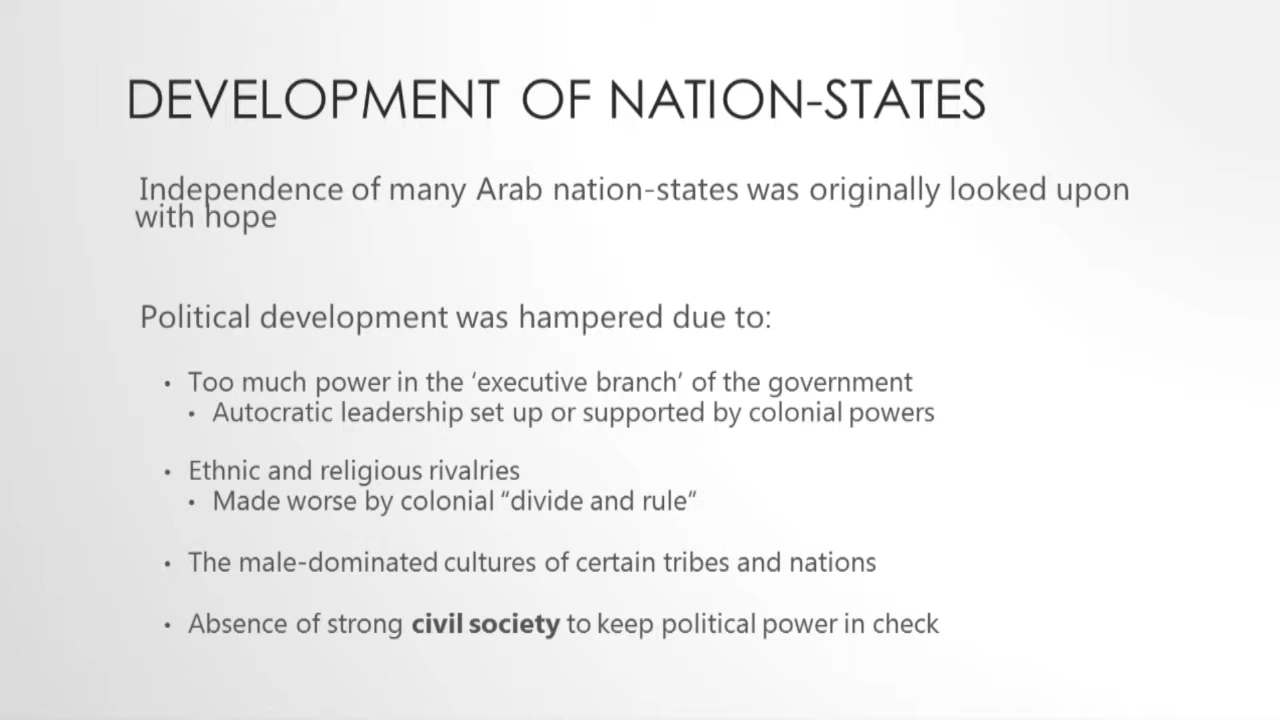 DEVELOPMENT OF NATION-STATES
Independence of many Arab nation-states was originally looked upon
with hope
Political development was hampered due to:
• Too much power in the ‘executive branch’ of the government
• Autocratic leadership set up or supported by colonial powers
• Ethnic and religious rivalries
• Made worse by colonial “divide and rule”
• The male-dominated cultures of certain tribes and nations
• Absence of strong civil society to keep political power in check